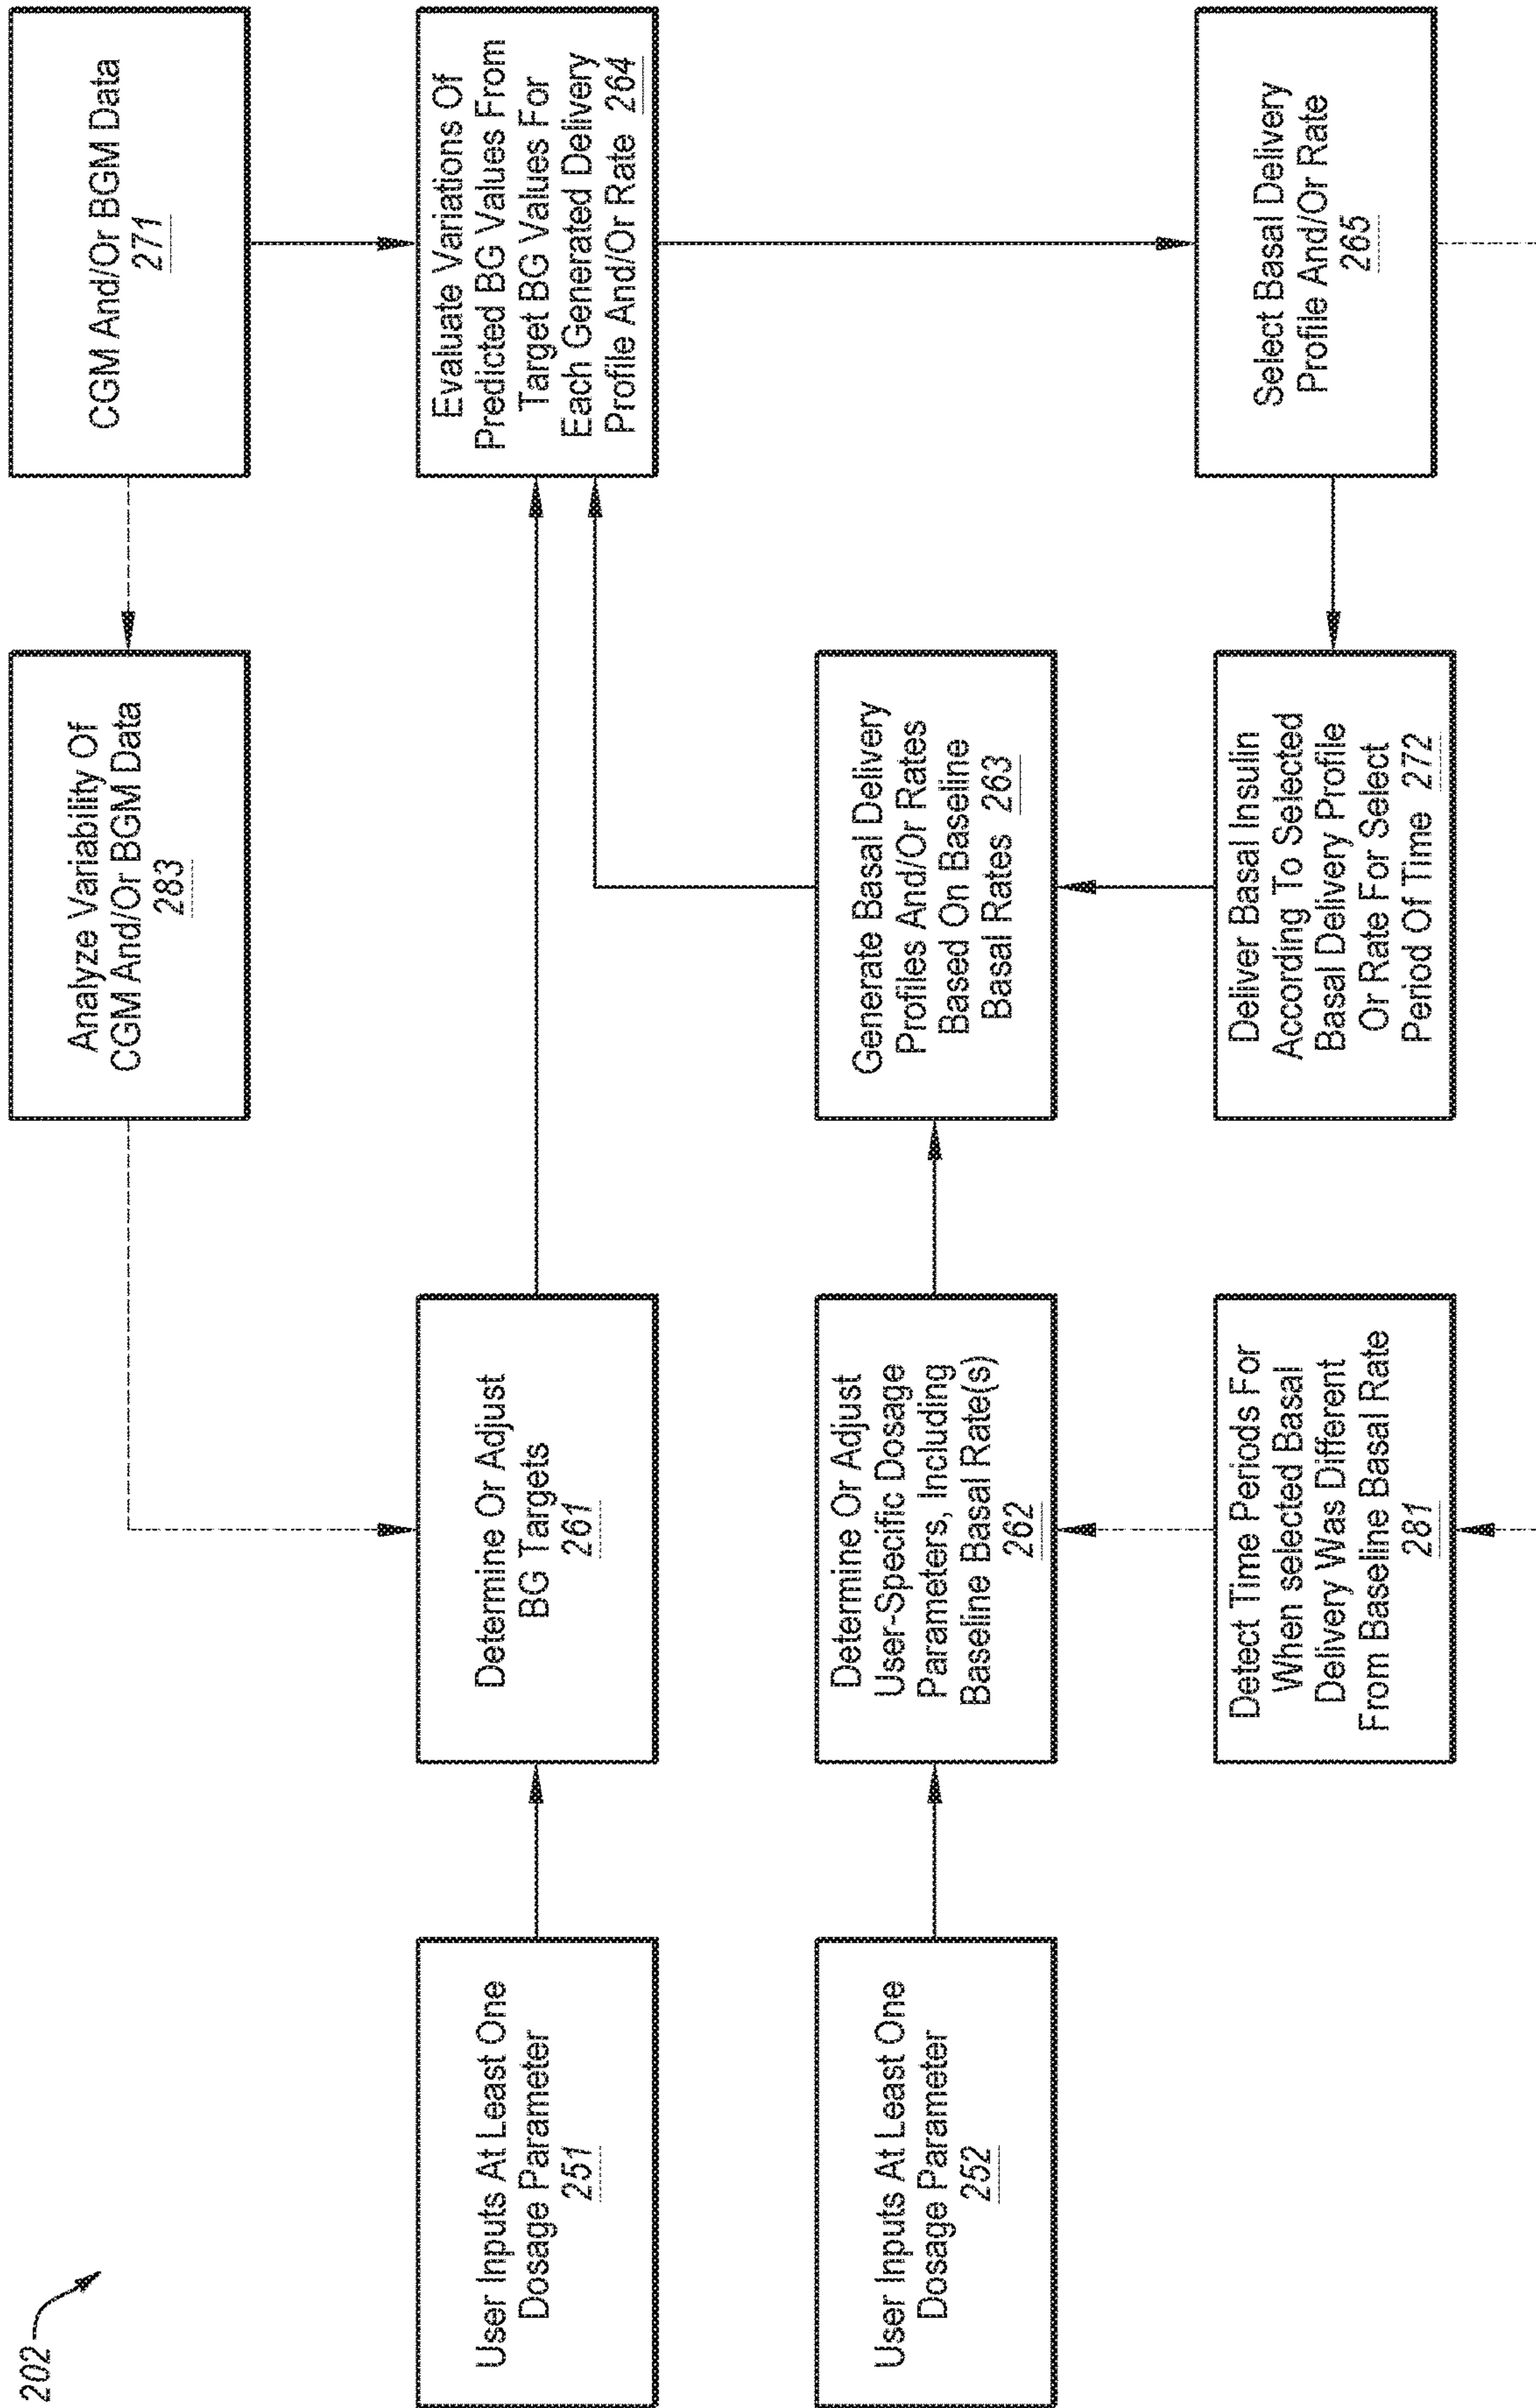 202
CGM And/Or BGM Data
271
Analyze Variability Of
CGM And/Or BGM Data
283
User Inputs At Least One
Dosage Parameter
251
Determine Or Adjust
BG Targets
261
Evaluate Variations Of
Predicted BG Values From
Target BG Values For
Each Generated Delivery
Profile And/Or Rate 264
User Inputs At Least One
Dosage Parameter
252
Determine Or Adjust
User-Specific Dosage
Parameters, Including
Baseline Basal Rate(s)
262
Generate Basal Delivery
Profiles And/Or Rates
Based On Baseline
Basal Rates 263
Detect Time Periods For
When selected Basal
Delivery Was Different
From Baseline Basal Rate
281
Deliver Basal Insulin
According To Selected
Basal Delivery Profile
Or Rate For Select
Period Of Time 272
Select Basal Delivery
Profile And/Or Rate
265